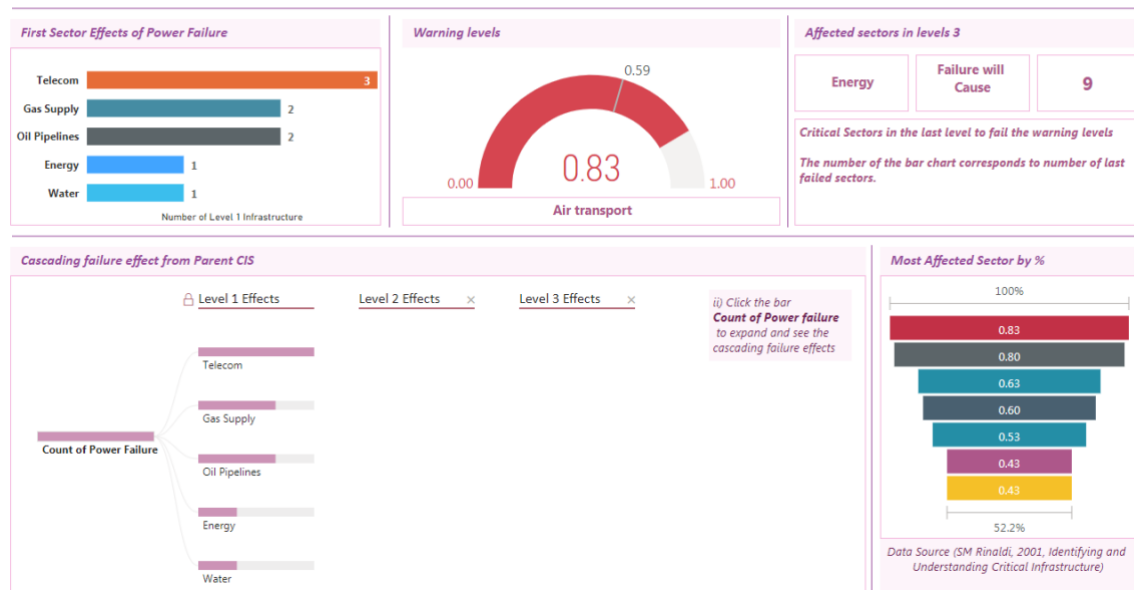 First Sector Effects of Power Failure
Telecom
3
Gas Supply
2
Oil Pipelines
2
Energy
1
Water
1
Number of Level 1 Infrastructure
Warning levels
0.59
0.83
0.00
1.00
Air transport
Affected sectors in levels 3
Energy
Failure will
Cause
9
Critical Sectors in the last level to fail the warning levels
The number of the bar chart corresponds to number of last
failed sectors.
Cascading failure effect from Parent CIS
Level 1 Effects
Level 2 Effects
Level 3 Effects
ii) Click the bar
Count of Power failure
to expand and see the
cascading failure effects
Count of Power Failure
Telecom
Gas Supply
Oil Pipelines
Energy
Water
Most Affected Sector by %
100%
0.83
0.80
0.63
0.60
0.53
0.43
0.43
52.2%
Data Source (SM Rinaldi, 2001, Identifying and
Understanding Critical Infrastructure)